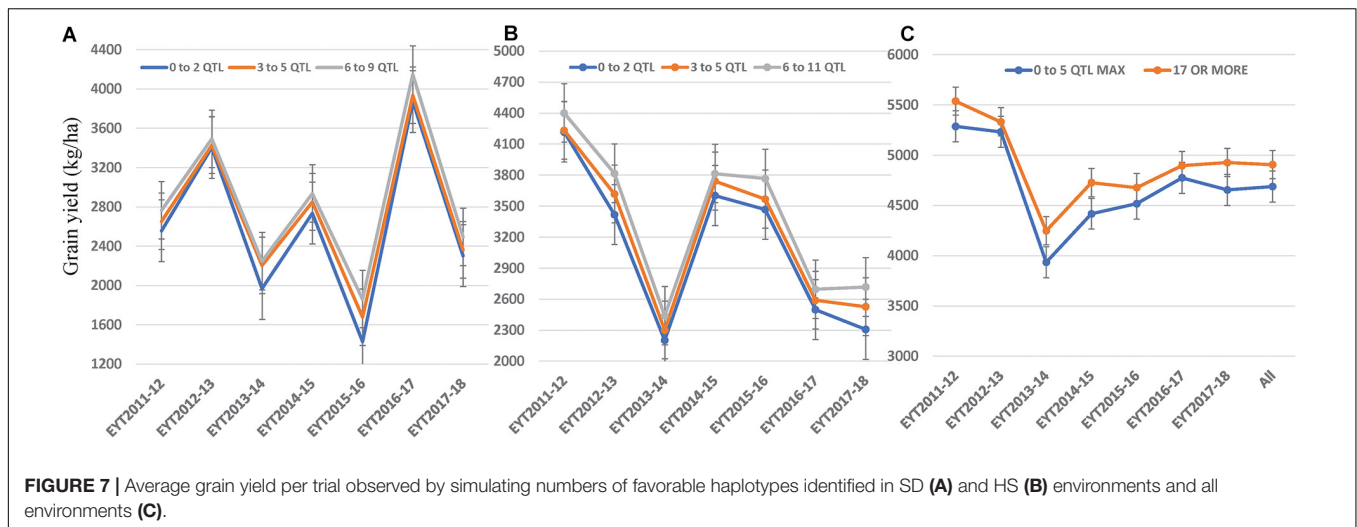 A
4400
4000
3600
3200
2800
2400
2000
1600
1200
Grain yield (kg/ha)
0 to 2 QTL 3 to 5 QTL 6 to 9 QTL
EYT2011-12
EYT2012-13
EYT2013-14
EYT2014-15
EYT2015-16
EYT2016-17
EYT2017-18
B
5000
4700
4400
4100
3800
3500
3200
2900
2600
2300
2000
0 to 2 QTL 3 to 5 QTL 6 to 11 QTL
EYT2011-12
EYT2012-13
EYT2013-14
EYT2014-15
EYT2015-16
EYT2016-17
EYT2017-18
C
6000
5500
5000
4500
4000
3500
3000
0 to 5 QTL MAX 17 OR MORE
EYT2011-12
EYT2012-13
EYT2013-14
EYT2014-15
EYT2015-16
EYT2016-17
EYT2017-18
All
FIGURE 7 | Average grain yield per trial observed by simulating numbers of favorable haplotypes identified in SD (A) and HS (B) environments and all
environments (C).